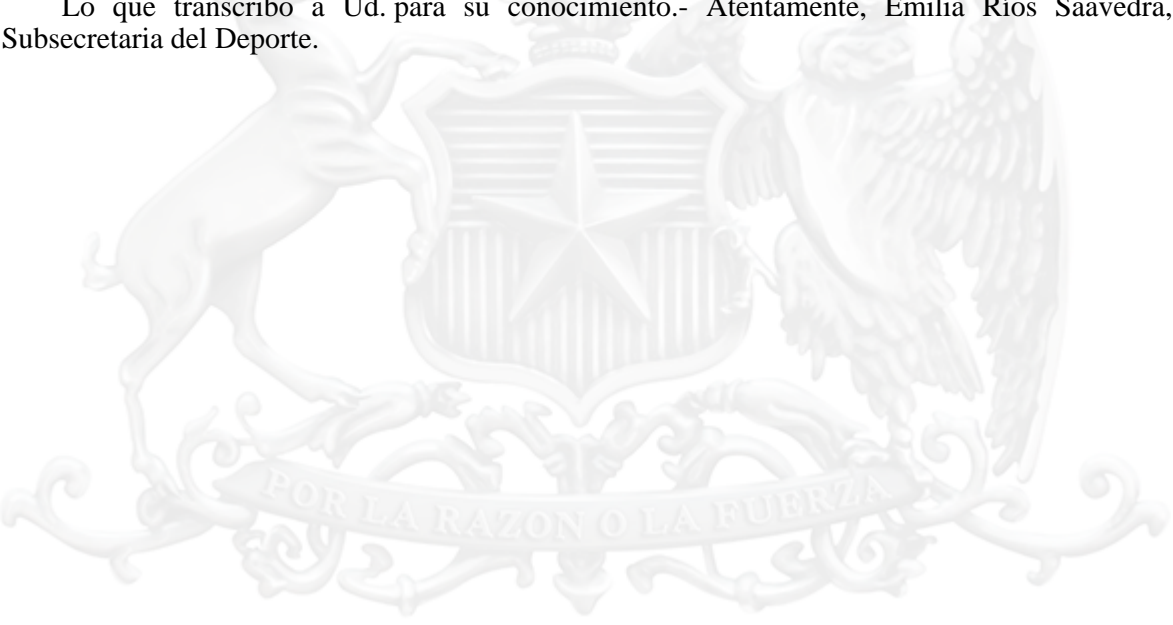 Lo que transcribo a Ud. para su conocimiento.- Atentamente, Emilia Ríos Saavedra,
Subsecretaria del Deporte.
POR LA RAZON O LA FUERZA